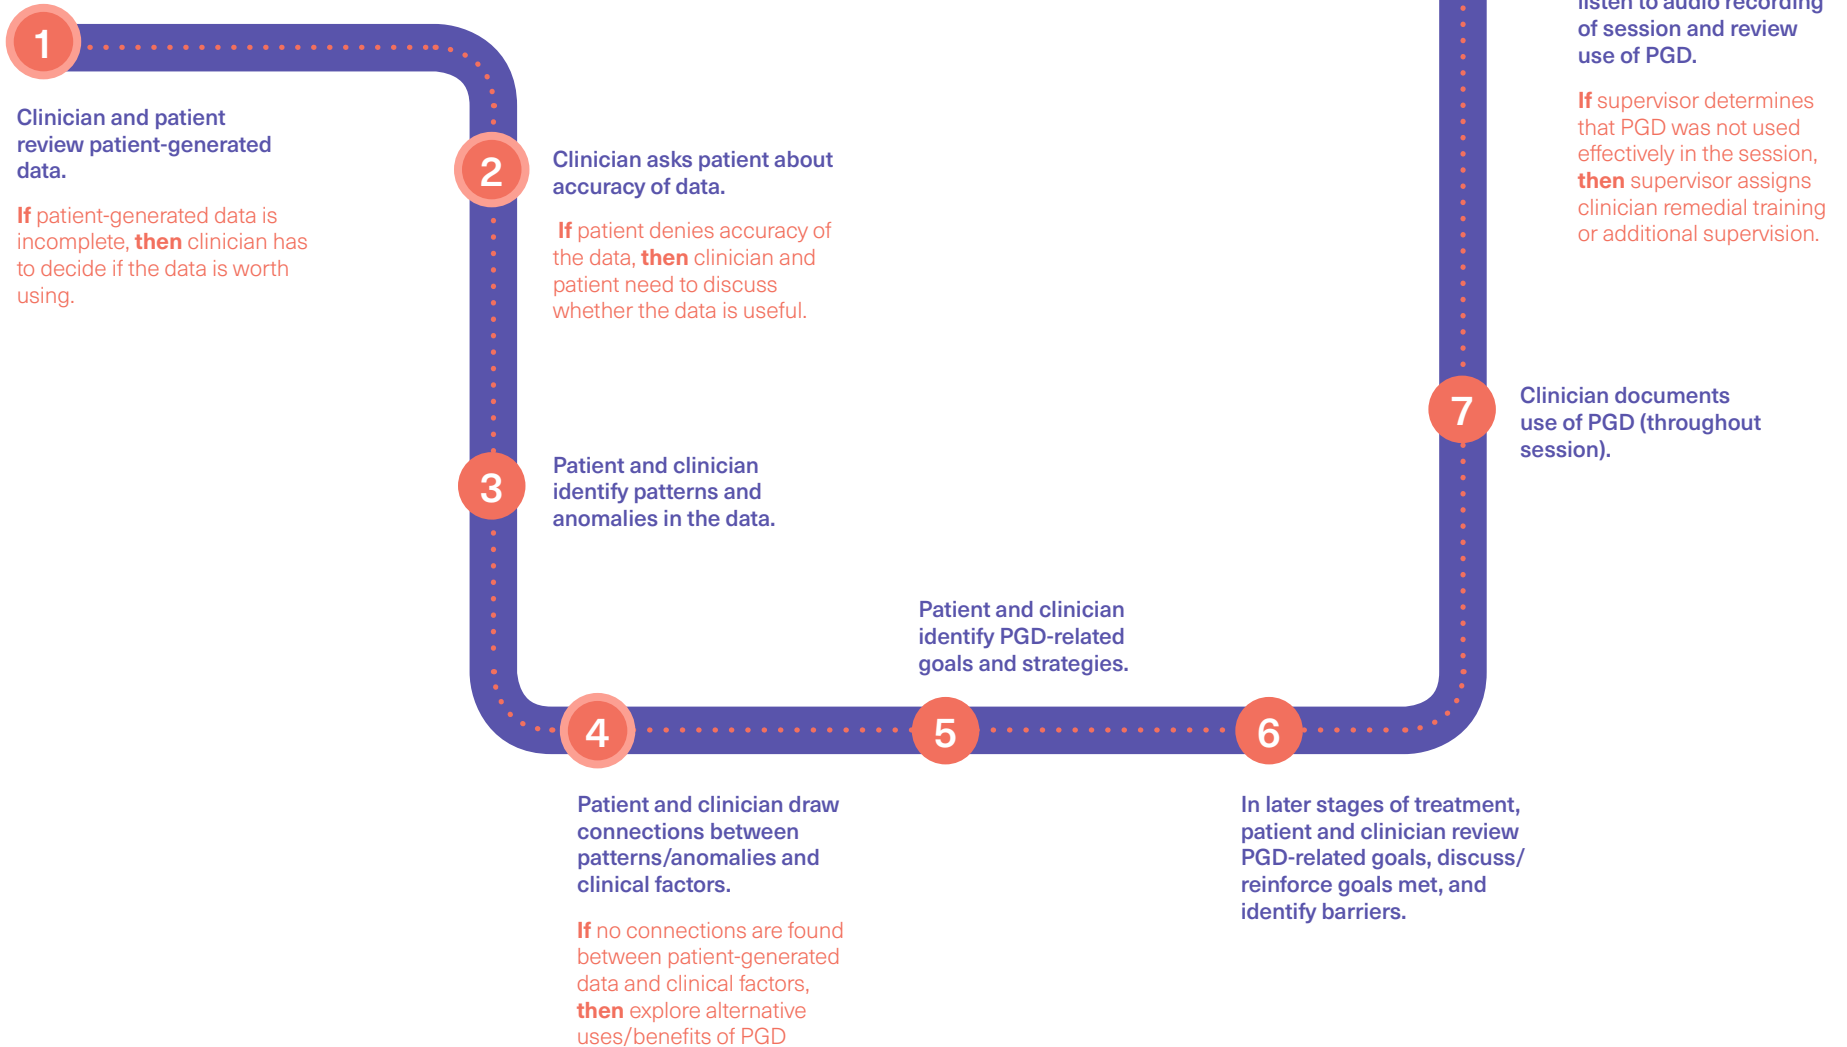 1
Clinician and patient
review patient-generated
data.
If patient-generated data is
incomplete, then clinician has
to decide if the data is worth
using.
2
Clinician asks patient about
accuracy of data.
If patient denies accuracy of
the data, then clinician and
patient need to discuss
whether the data is useful.
3
Patient and clinician
identify patterns and
anomalies in the data.
4
Patient and clinician draw
connections between
patterns/anomalies and
clinical factors.
If no connections are found
between patient-generated
data and clinical factors,
then explore alternative
uses/benefits of PGD
Patient and clinician
identify PGD-related
goals and strategies.
5
6
In later stages of treatment,
patient and clinician review
PGD-related goals, discuss/
reinforce goals met, and
identify barriers.
7
Clinician documents
use of PGD (throughout
session).
listen to audio recording
of session and review
use of PGD.
If supervisor determines
that PGD was not used
effectively in the session,
then supervisor assigns
clinician remedial training
or additional supervision.